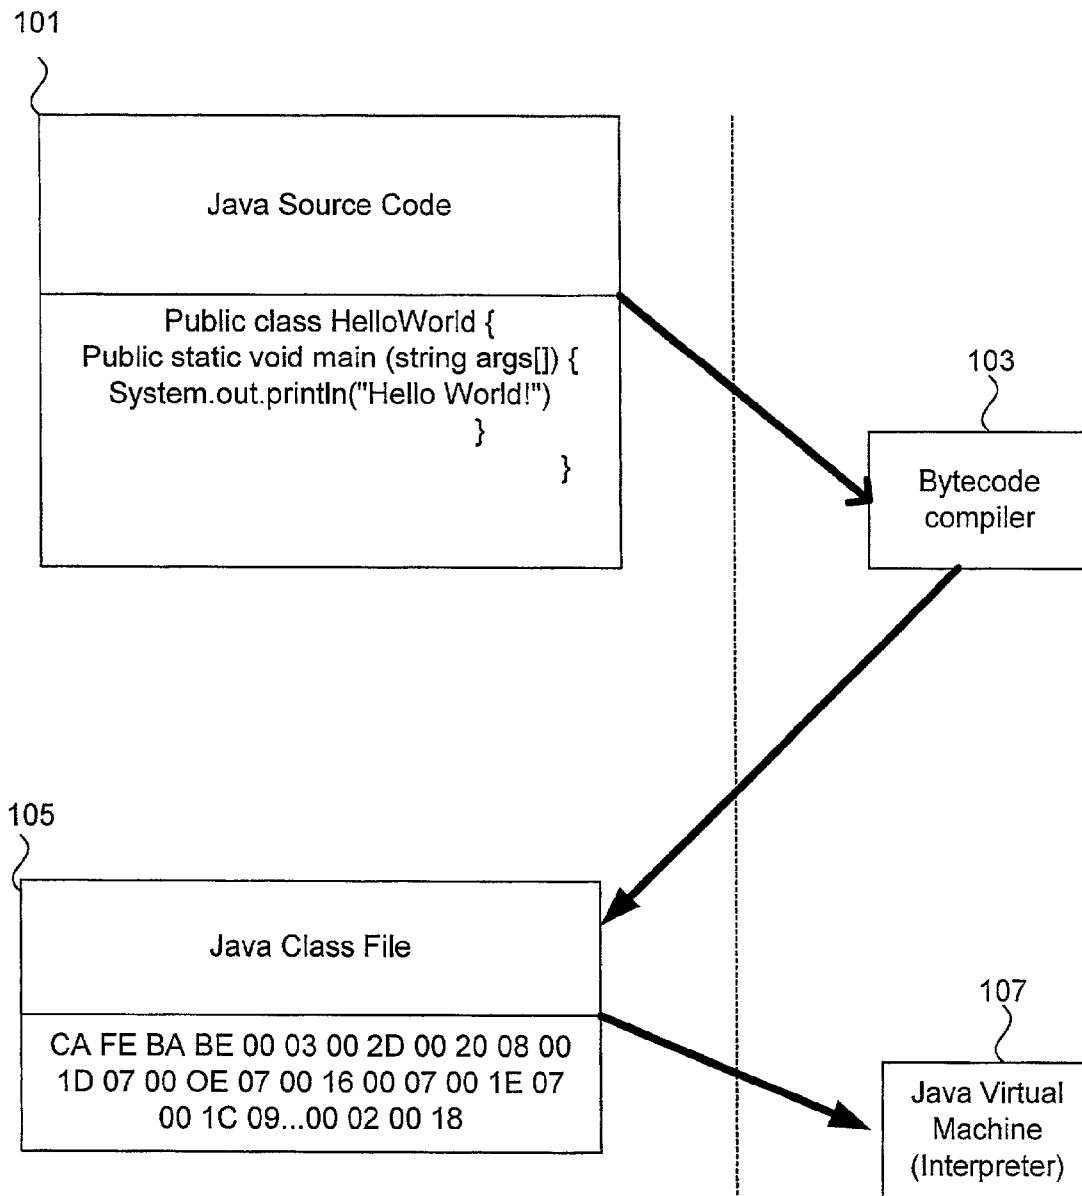 101
Java Source Code
Public class HelloWorld {
Public static void main (string args[]) {
System.out.println("Hello World!")
}
}
103
Bytecode
compiler
105
Java Class File
CA FE BA BE 00 03 00 2D 00 20 08 00
1D 07 00 OE 07 00 16 00 07 00 1E 07
00 1C 09...00 02 00 18
107
Java Virtual
Machine
(Interpreter)